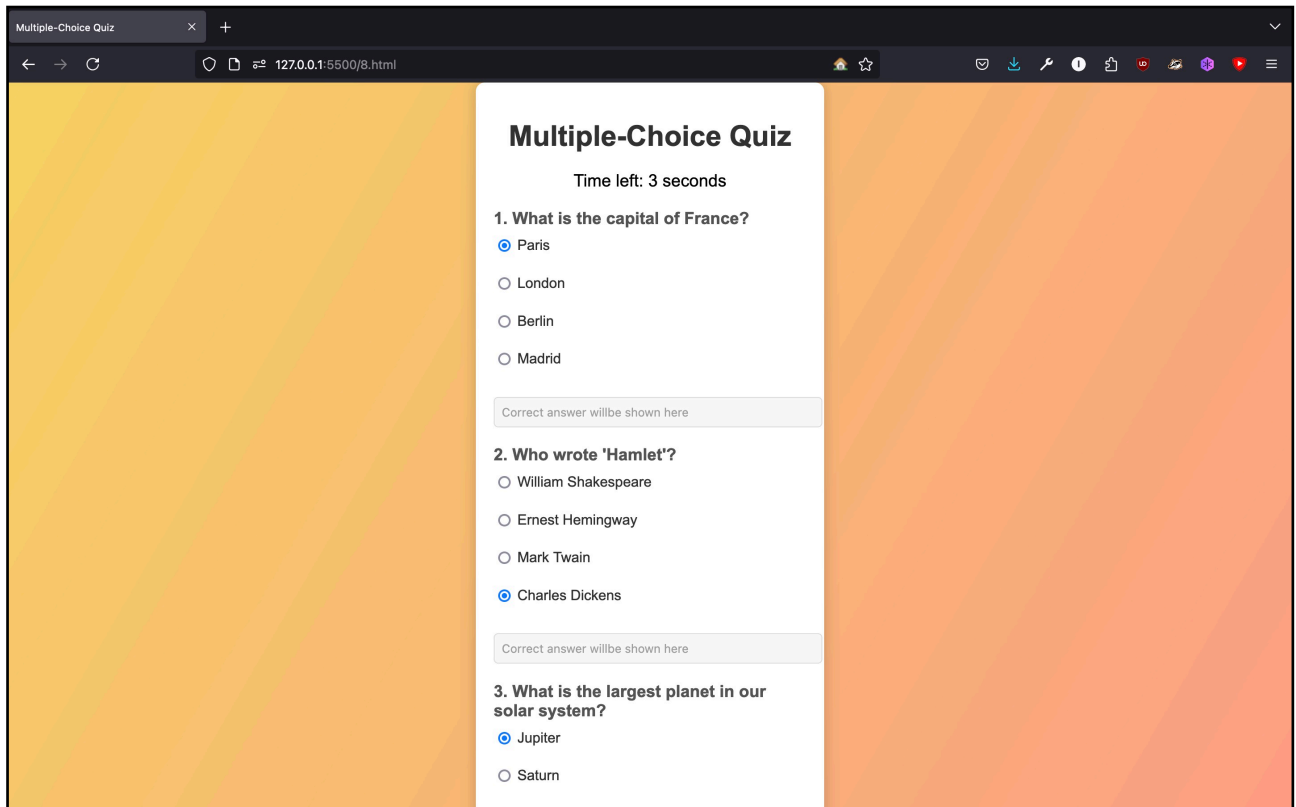 Multiple-Choice Quiz
127.0.0.1:5500/8.html
Multiple-Choice Quiz
Time left: 3 seconds
1. What is the capital of France?
Paris
London
Berlin
Madrid
Correct answer willbe shown here
2. Who wrote 'Hamlet'?
William Shakespeare
Ernest Hemingway
Mark Twain
Charles Dickens
Correct answer willbe shown here
3. What is the largest planet in our
solar system?
Jupiter
Saturn